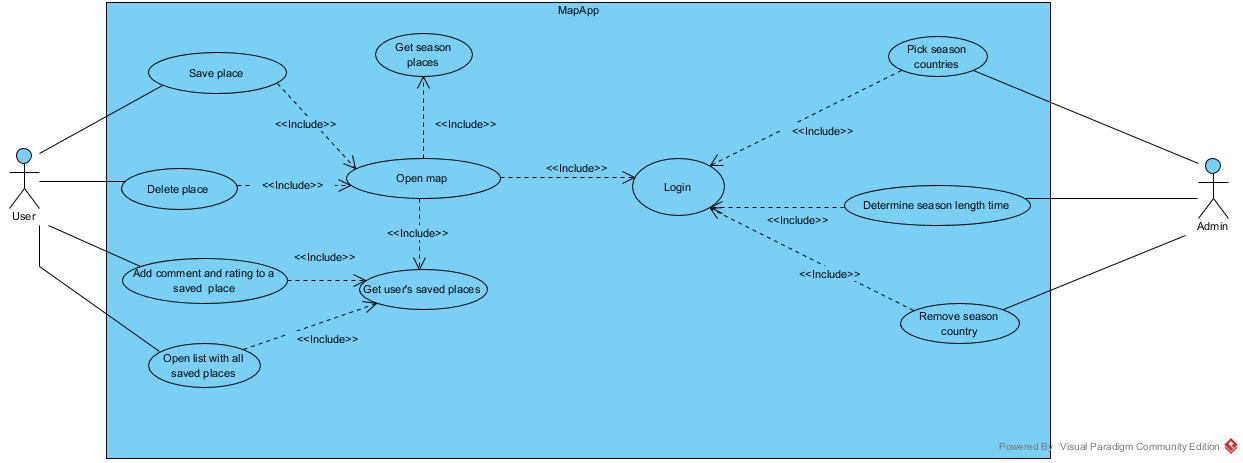 MapApp
Get season
places
Pick season
countries
Save place
<<Include>>
<<Include>>
<<Include>>
<<Include>>
Open map
Delete place
<<Include>>
Login
User
Determine season length time
<<Include>>
Admin
<<Include>>
<<Include>>
Add comment and rating to a
saved place
<<Include>>
Get user's saved places
Remove season
country
<<Include>>
Open list with all
saved places
Powered By Visual Paradigm Community Edition